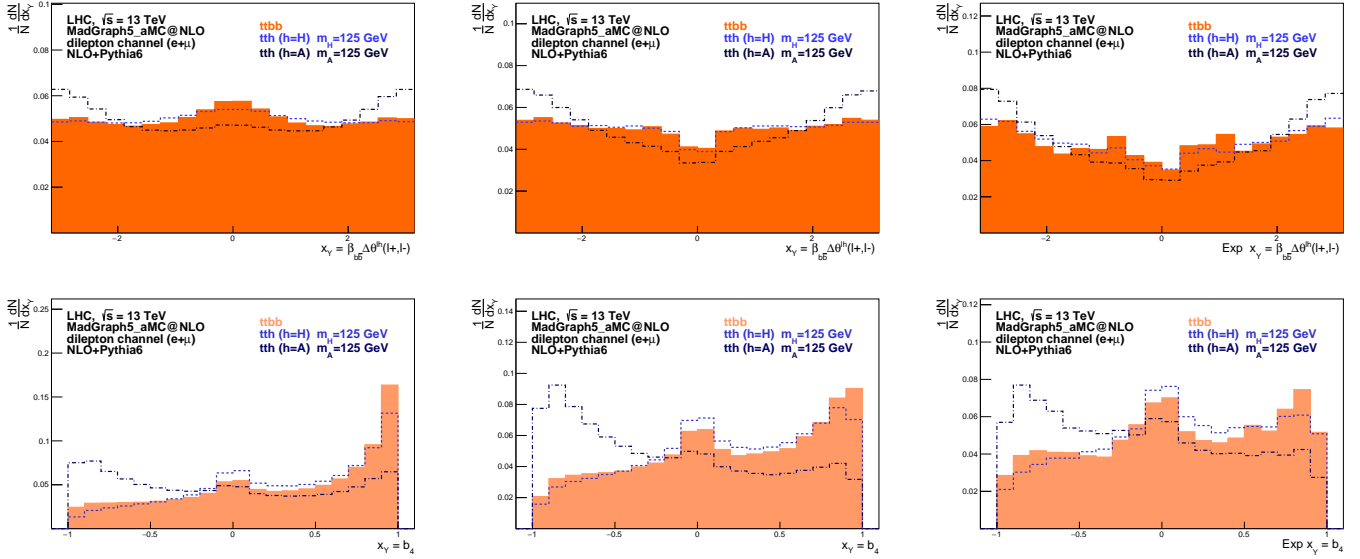 1/N dN/dx_Y
0.1
0.08
0.06
0.04
0.02
LHC, √s = 13 TeV
MadGraph5_aMC@NLO
dilepton channel (e+μ)
NLO+Pythia6
ttbb
tth (h=H) m_H=125 GeV
tth (h=A) m_A=125 GeV
−2 0 2
x_Y = β_bb̄ Δθ^lh(l+,l-)
1/N dN/dx_Y
0.1
0.08
0.06
0.04
0.02
LHC, √s = 13 TeV
MadGraph5_aMC@NLO
dilepton channel (e+μ)
NLO+Pythia6
ttbb
tth (h=H) m_H=125 GeV
tth (h=A) m_A=125 GeV
−2 0 2
x_Y = β_bb̄ Δθ^lh(l+,l-)
1/N dN/dx_Y
0.12
0.1
0.08
0.06
0.04
0.02
LHC, √s = 13 TeV
MadGraph5_aMC@NLO
dilepton channel (e+μ)
NLO+Pythia6
ttbb
tth (h=H) m_H=125 GeV
tth (h=A) m_A=125 GeV
−2 0 2
Exp x_Y = β_bb̄ Δθ^lh(l+,l-)
1/N dN/dx_Y
0.25
0.2
0.15
0.1
0.05
LHC, √s = 13 TeV
MadGraph5_aMC@NLO
dilepton channel (e+μ)
NLO+Pythia6
ttbb
tth (h=H) m_H=125 GeV
tth (h=A) m_A=125 GeV
−1 −0.5 0 0.5 1
x_Y = b_4
1/N dN/dx_Y
0.14
0.12
0.1
0.08
0.06
0.04
0.02
LHC, √s = 13 TeV
MadGraph5_aMC@NLO
dilepton channel (e+μ)
NLO+Pythia6
ttbb
tth (h=H) m_H=125 GeV
tth (h=A) m_A=125 GeV
−1 −0.5 0 0.5 1
x_Y = b_4
1/N dN/dx_Y
0.12
0.1
0.08
0.06
0.04
0.02
LHC, √s = 13 TeV
MadGraph5_aMC@NLO
dilepton channel (e+μ)
NLO+Pythia6
ttbb
tth (h=H) m_H=125 GeV
tth (h=A) m_A=125 GeV
−1 −0.5 0 0.5 1
Exp x_Y = b_4